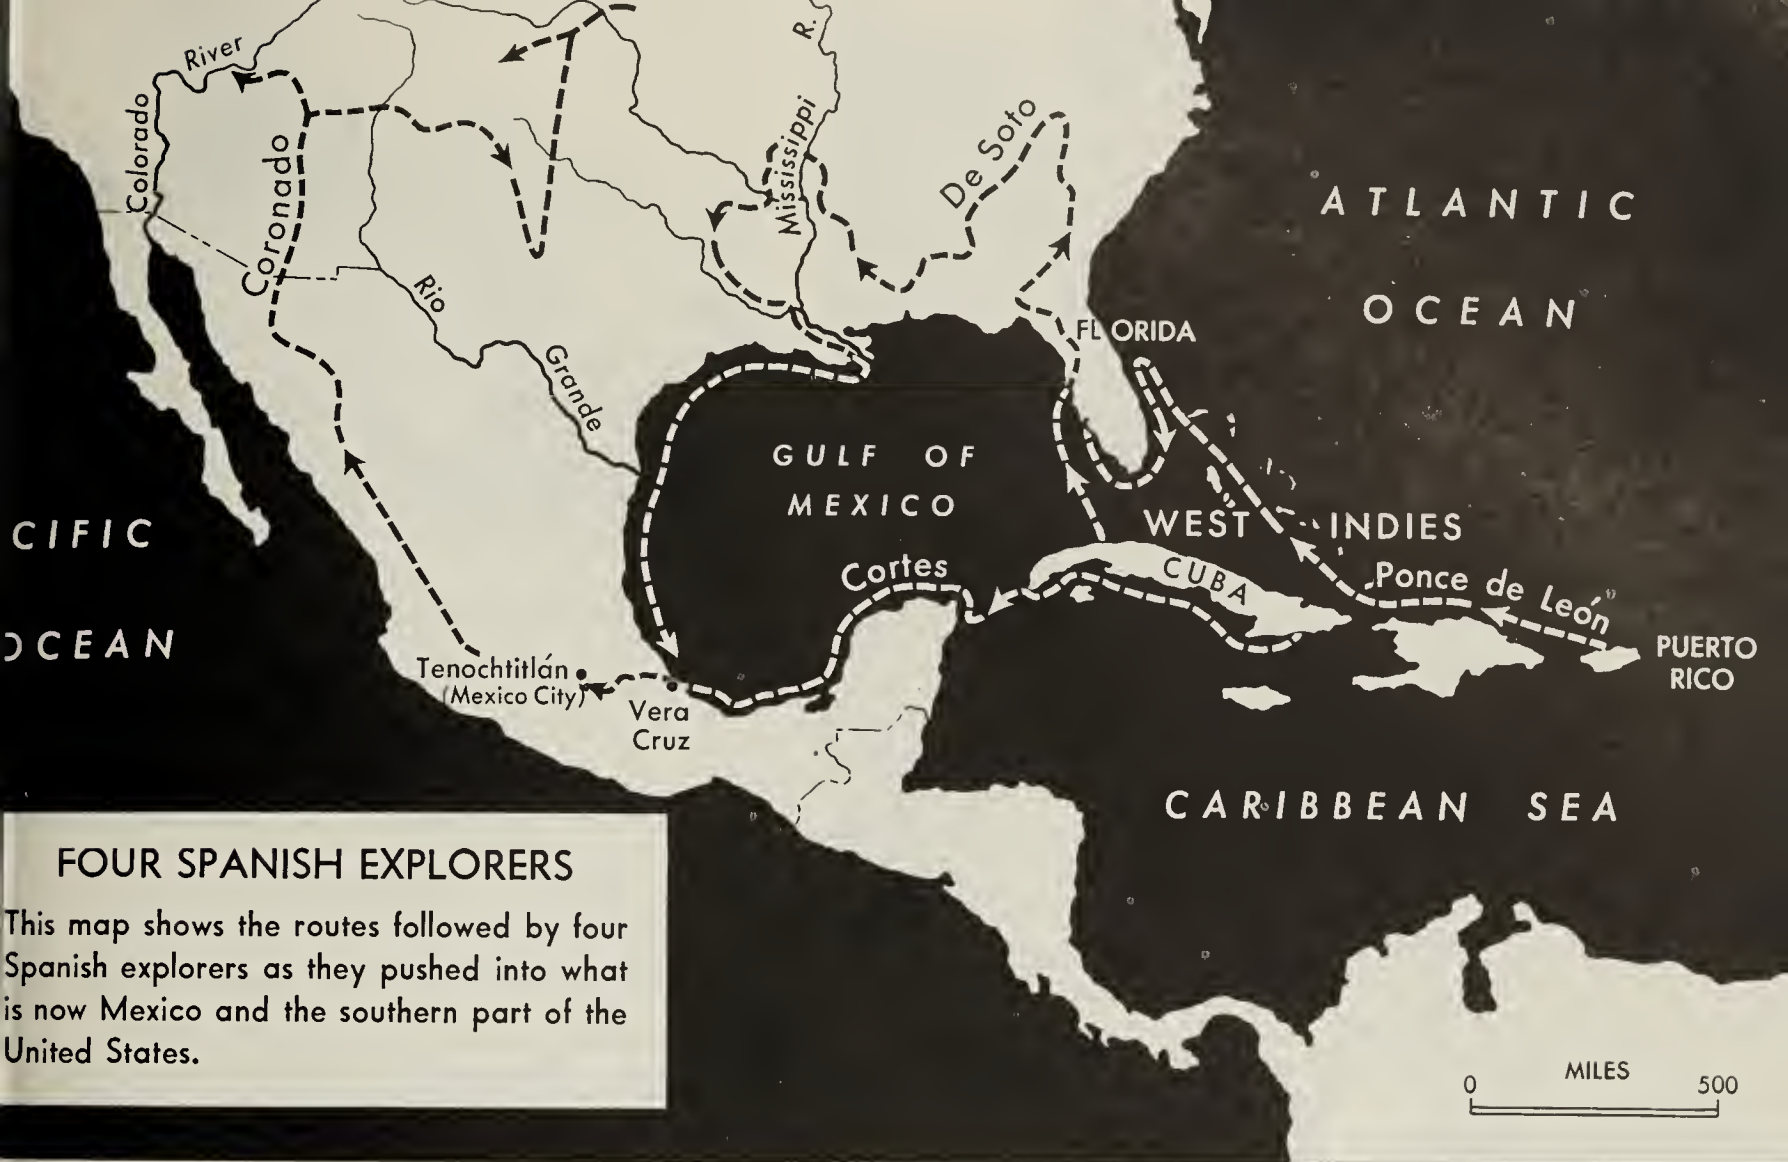 River
R.
Colorado
Coronado
Mississippi
De Soto
ATLANTIC
OCEAN
Rio
Grande
FLORIDA
GULF OF
MEXICO
WEST INDIES
CIFIC
OCEAN
Cortes
CUBA
Ponce de León
PUERTO
RICO
Tenochtitlán
(Mexico City)
Vera
Cruz
CARIBBEAN SEA
FOUR SPANISH EXPLORERS
This map shows the routes followed by four
Spanish explorers as they pushed into what
is now Mexico and the southern part of the
United States.
MILES
0 500